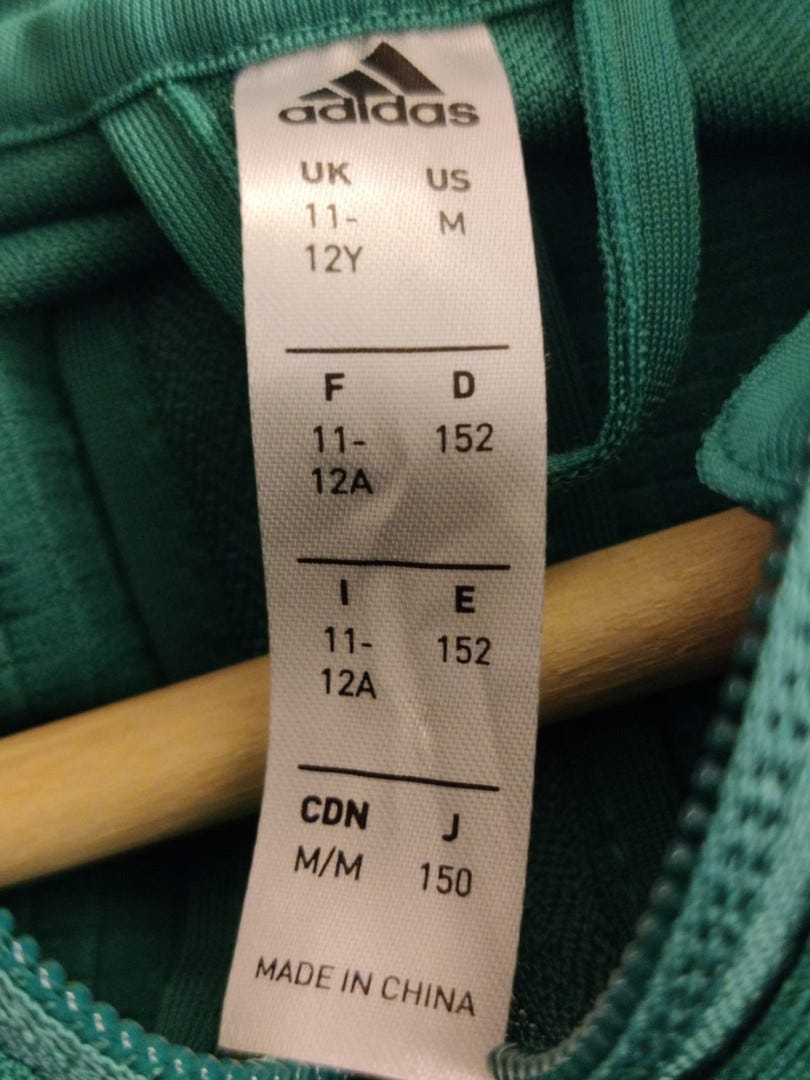 adidas
UK US
11- M
12Y
F D
11- 152
12A
I E
11- 152
12A
CDN J
M/M 150
MADE IN CHINA